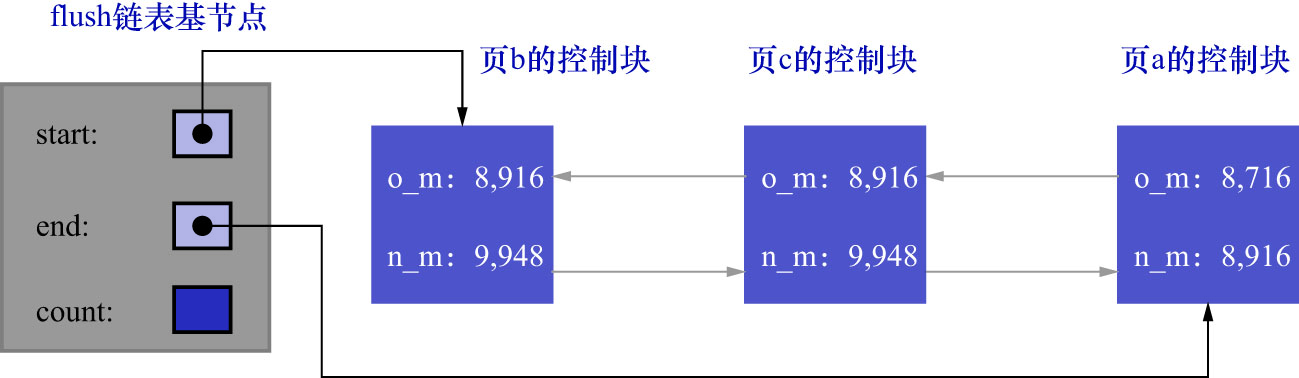 flush链表基节点
页b的控制块
页c的控制块
页a的控制块
start:
end:
count:
o_m：8,916
n_m：9,948
o_m：8,916
n_m：9,948
o_m：8,716
n_m：8,916